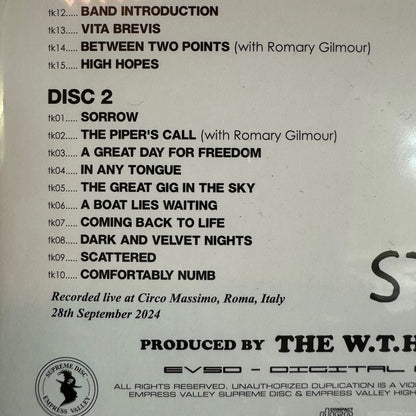 tk12..... BAND INTRODUCTION
tk13..... VITA BREVIS
tk14..... BETWEEN TWO POINTS (with Romary Gilmour)
tk15..... HIGH HOPES
DISC 2
tk01..... SORROW
tk02..... THE PIPER'S CALL (with Romary Gilmour)
tk03..... A GREAT DAY FOR FREEDOM
tk04..... IN ANY TONGUE
tk05..... THE GREAT GIG IN THE SKY
tk06..... A BOAT LIES WAITING
tk07..... COMING BACK TO LIFE
tk08..... DARK AND VELVET NIGHTS
tk09..... SCATTERED
tk10..... COMFORTABLY NUMB
ST
Recorded live at Circo Massimo, Roma, Italy
28th September 2024
PRODUCED BY THE W.T.H
EVSD - DIGITAL
SUPREME DISC
EMPRESS VALLEY
ALL RIGHTS RESERVED. UNAUTHORIZED DUPLICATION IS A VIO
EMPRESS VALLEY SUPREME DISC & EMPRESS VALLEY HIGH
COMPACT